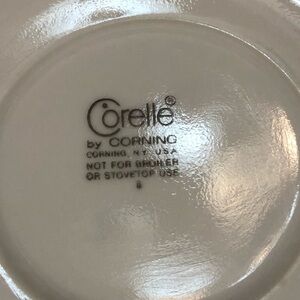 Corelle®
by CORNING
CORNING, N.Y. U.S.A.
NOT FOR BROILER
OR STOVETOP USE